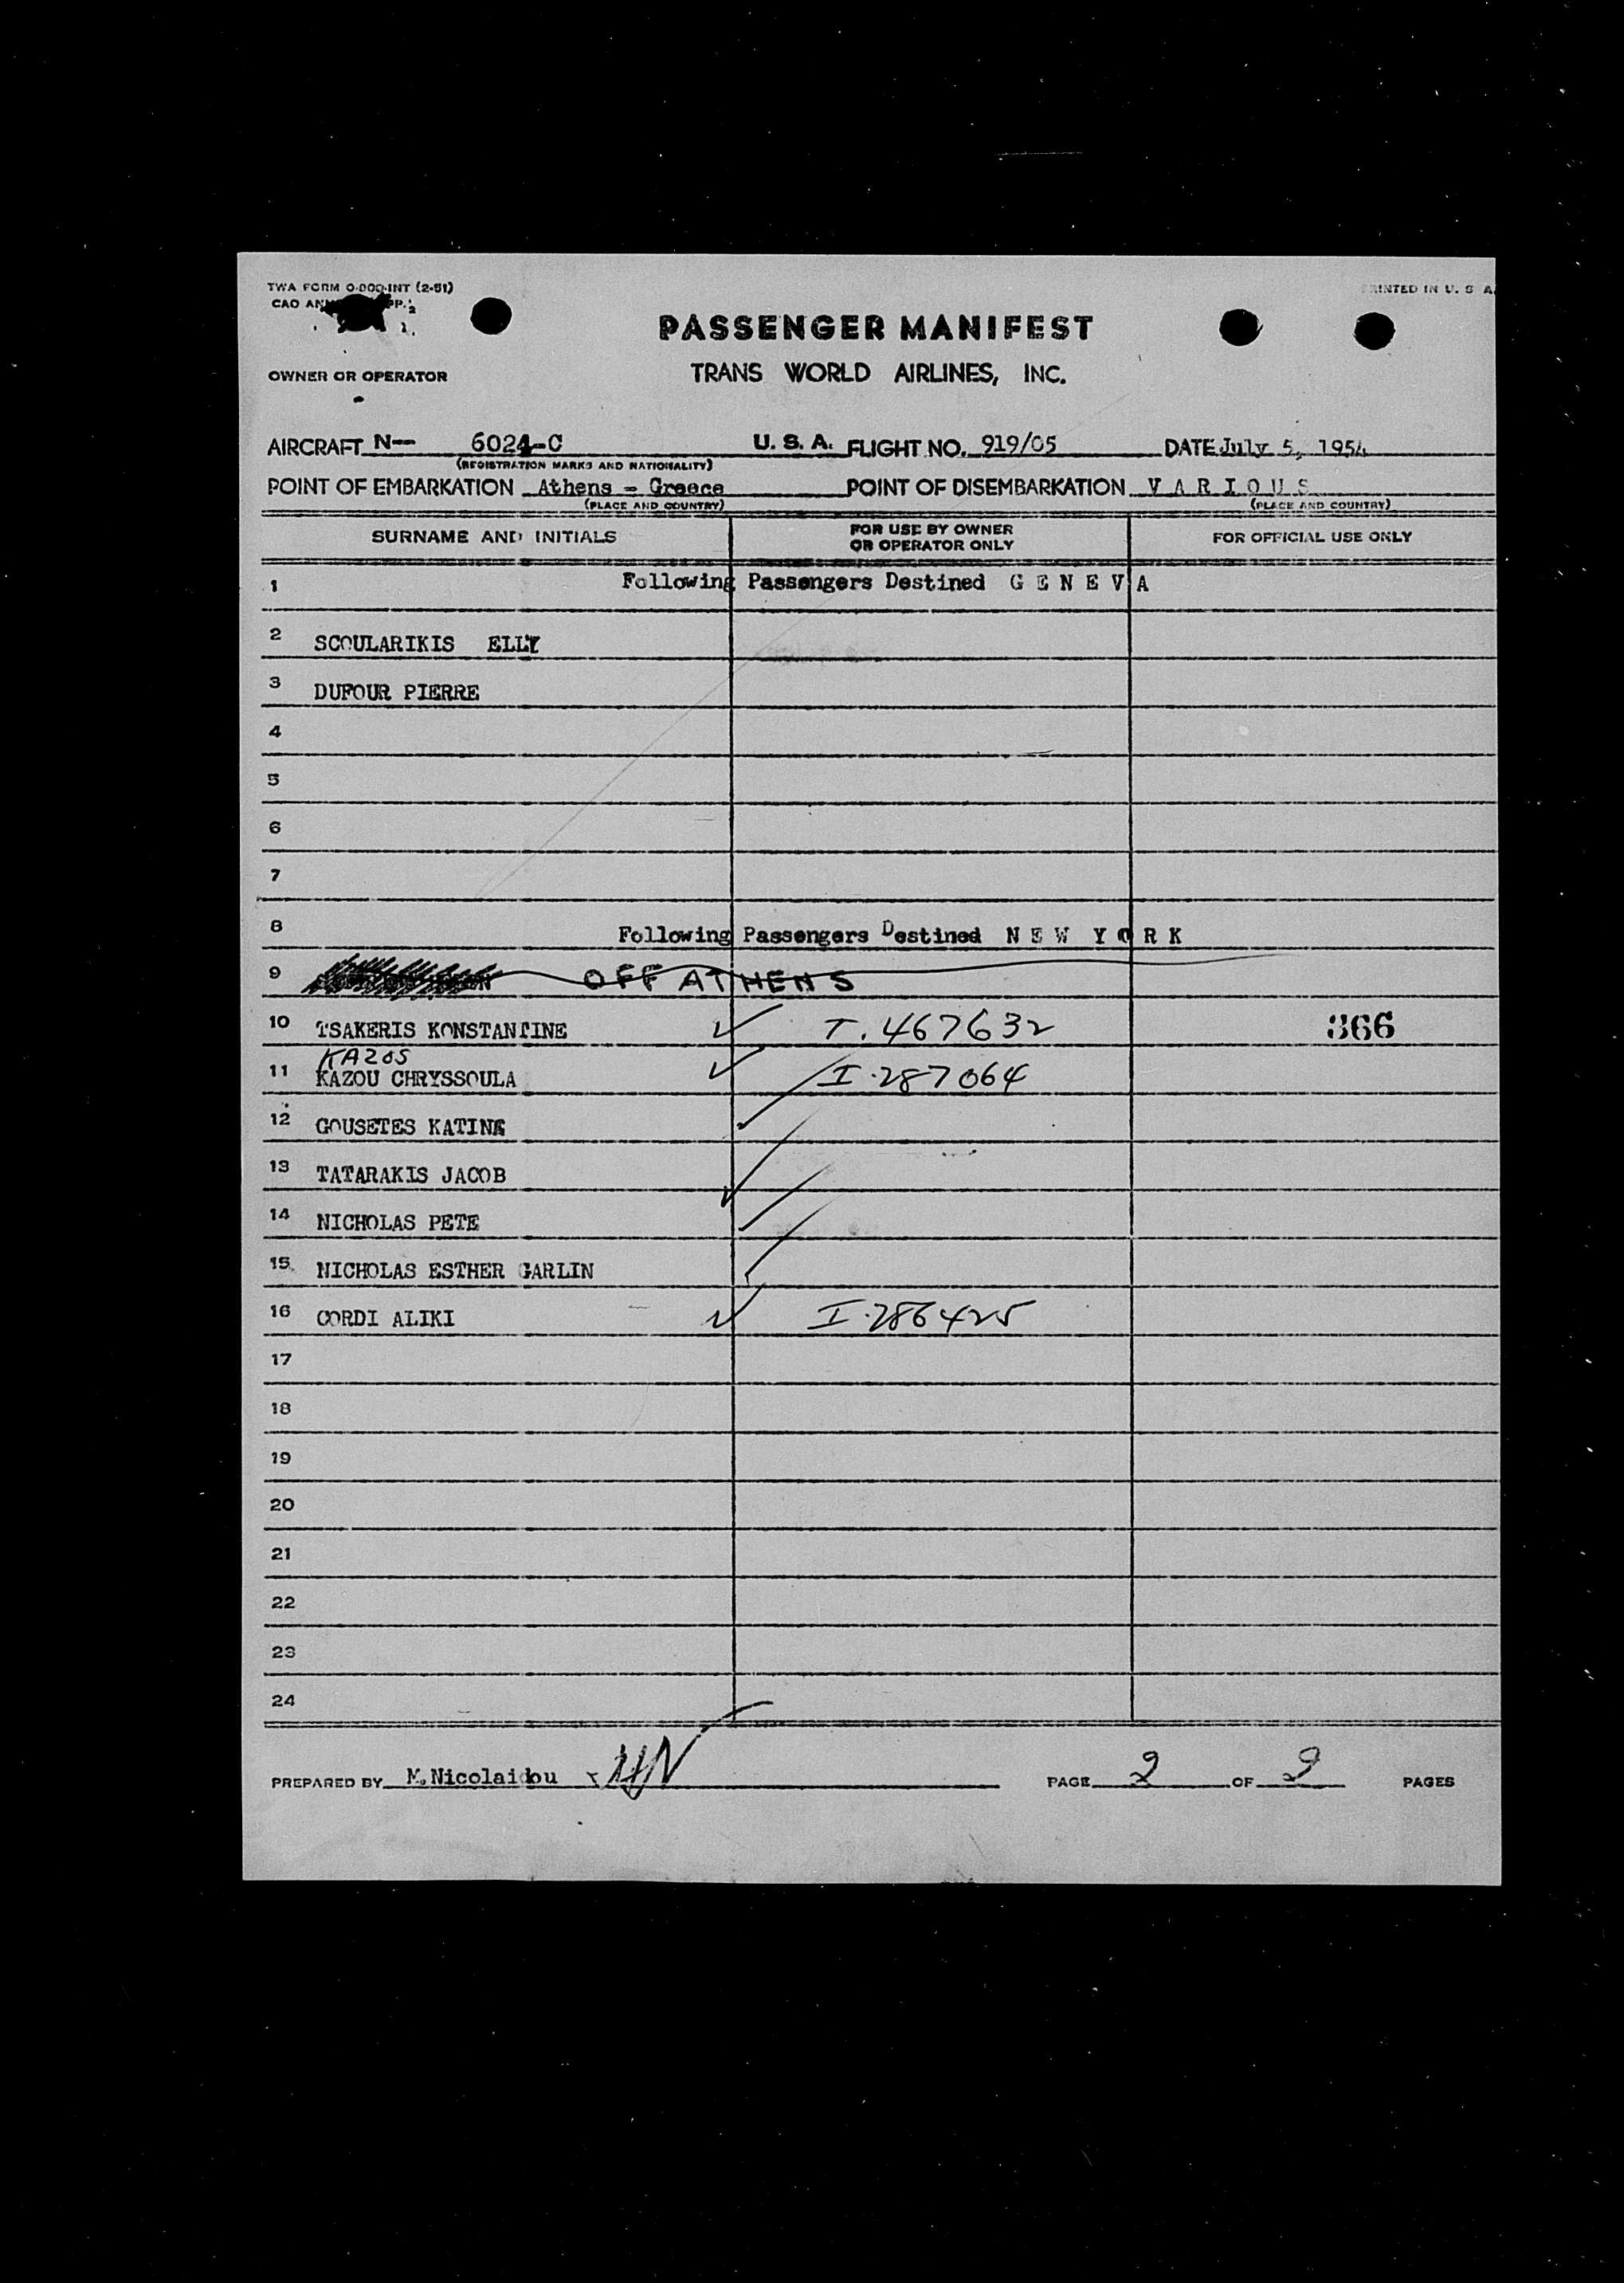 TWA FORM O-900-INT (2-51)
PRINTED IN U. S. A.
PASSENGER MANIFEST
OWNER OR OPERATOR
TRANS WORLD AIRLINES, INC.
AIRCRAFT N— 6024-C U. S. A. FLIGHT NO. 919/05 DATE July 5, 1954
(REGISTRATION MARKS AND NATIONALITY)
POINT OF EMBARKATION Athens - Greece POINT OF DISEMBARKATION V A R I O U S
(PLACE AND COUNTRY) (PLACE AND COUNTRY)
SURNAME AND INITIALS FOR USE BY OWNER OR OPERATOR ONLY FOR OFFICIAL USE ONLY
1 Following Passengers Destined G E N E V A
2 SCOULARIKIS ELLY
3 DUFOUR PIERRE
4
5
6
7
8 Following Passengers Destined N E W Y O R K
9 OFF ATHENS
10 TSAKERIS KONSTANTINE T. 467632 366
KAZOS
11 KAZOU CHRYSSOULA I-287064
12 GOUSETES KATINA
13 TATARAKIS JACOB
14 NICHOLAS PETE
15 NICHOLAS ESTHER GARLIN
16 CORDI ALIKI I-286425
17
18
19
20
21
22
23
24
PREPARED BY M.Nicolaidou PAGE 2 OF 2 PAGES